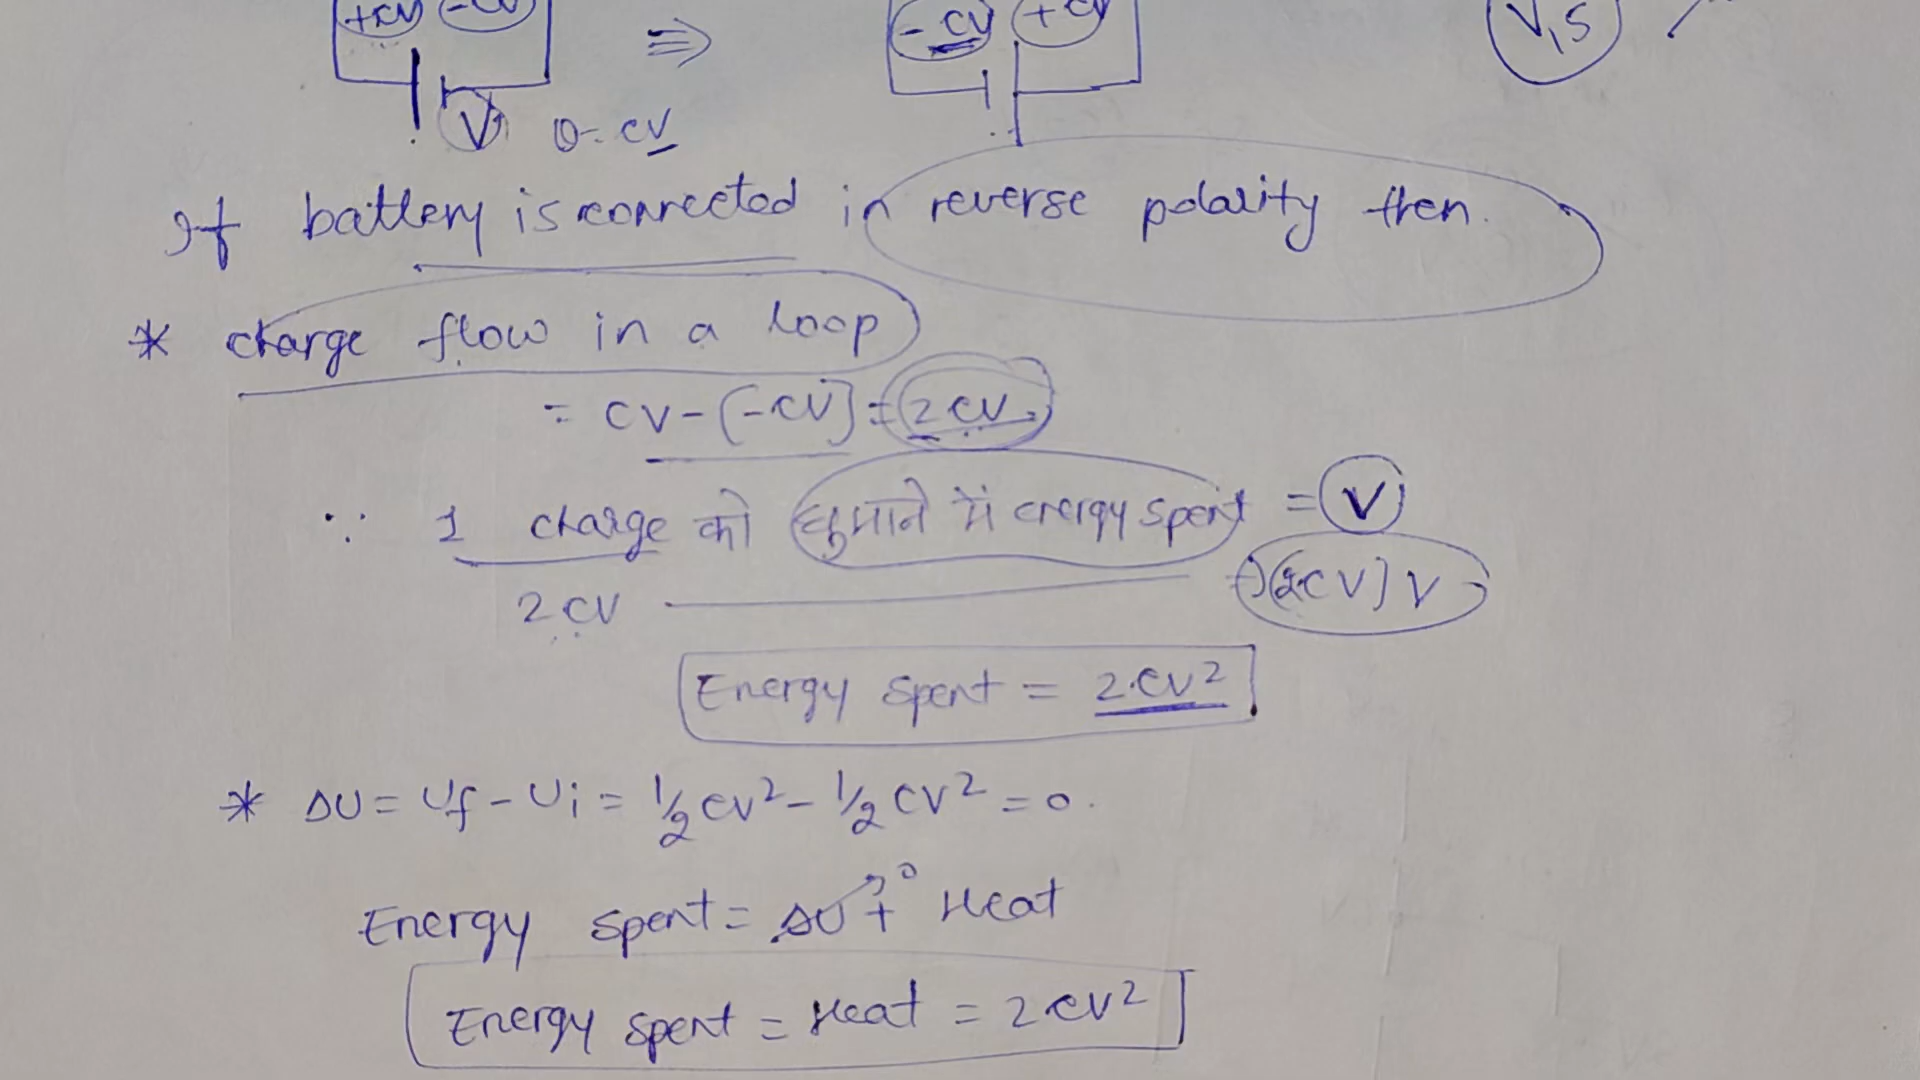 +CV -CV ⇒ -CV +CV V,S
V Q = CV
If battery is connected in reverse polarity then.
* charge flow in a loop
= CV-(-CV) = 2CV
∵ 1 charge को घुमाने में energy spent = V
2CV ——— (2CV)V
Energy spent = 2CV²
* ΔU = Uf - Ui = ½CV² - ½CV² = 0.
Energy spent = ΔU + Heat
Energy spent = Heat = 2CV²